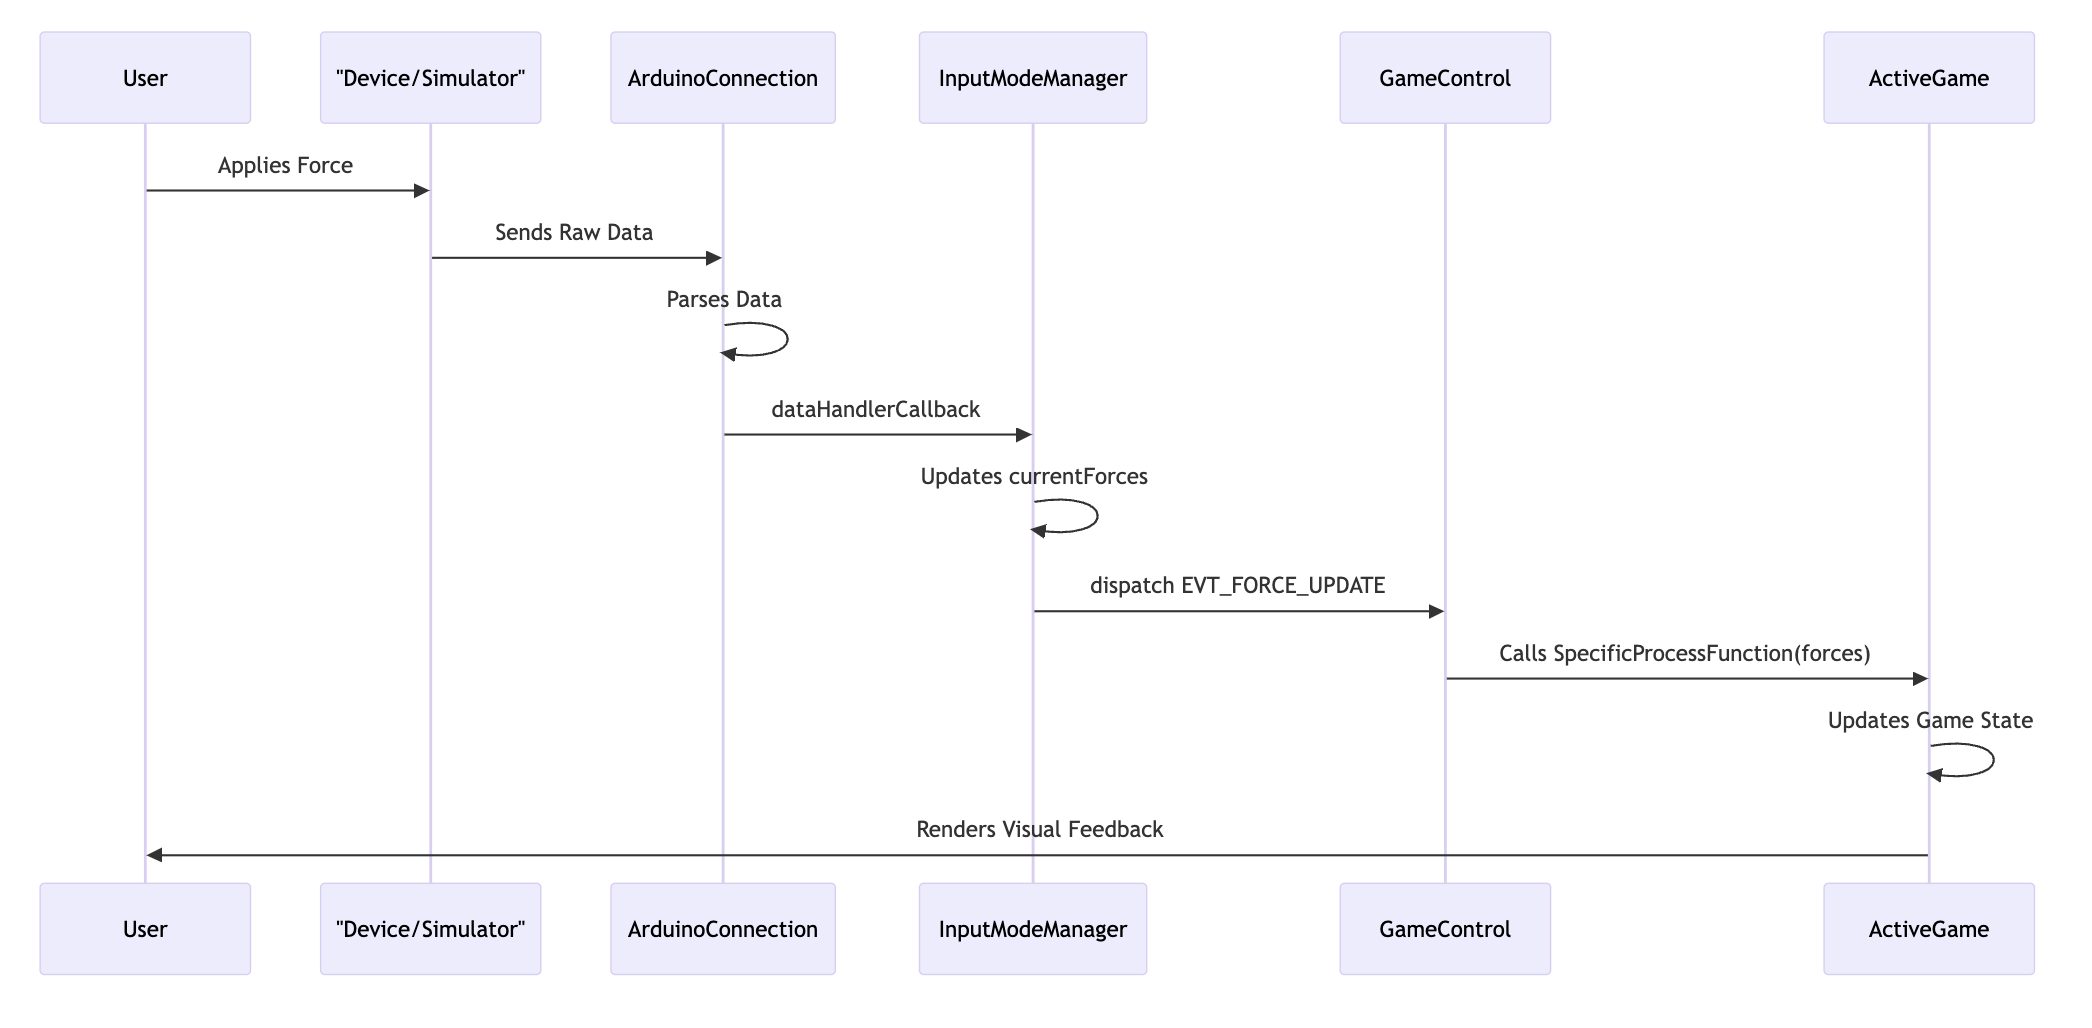 User
"Device/Simulator"
ArduinoConnection
InputModeManager
GameControl
ActiveGame
Applies Force
Sends Raw Data
Parses Data
dataHandlerCallback
Updates currentForces
dispatch EVT_FORCE_UPDATE
Calls SpecificProcessFunction(forces)
Updates Game State
Renders Visual Feedback
User
"Device/Simulator"
ArduinoConnection
InputModeManager
GameControl
ActiveGame